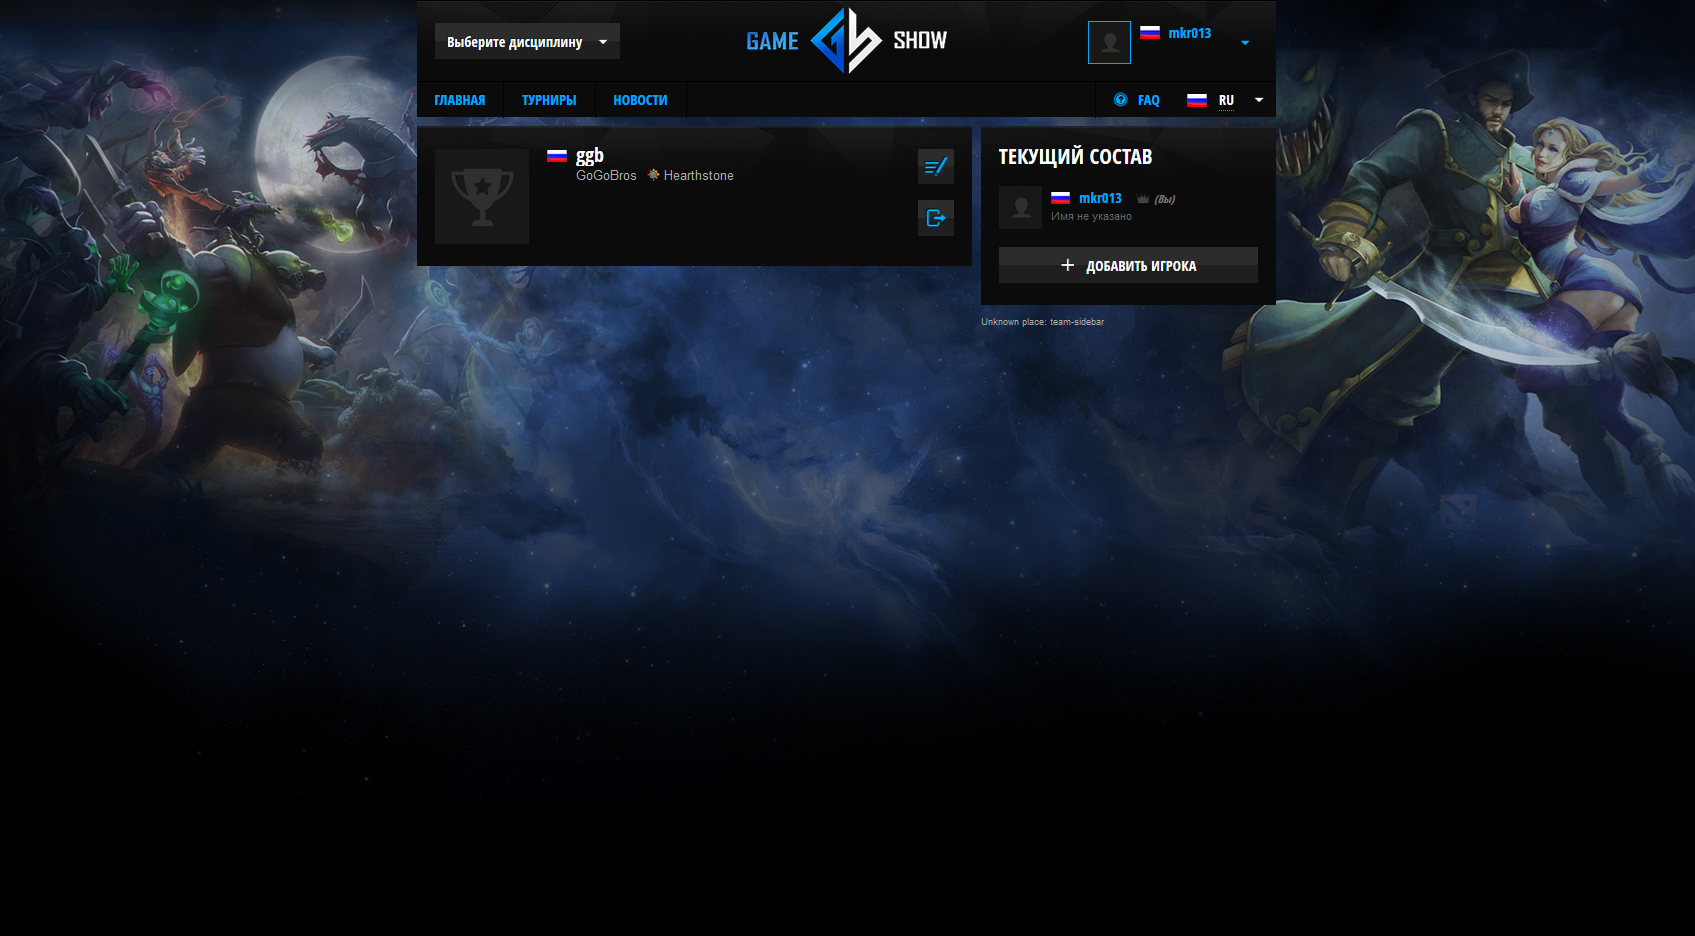 Выберите дисциплину
GAME SHOW
mkr013
ГЛАВНАЯ ТУРНИРЫ НОВОСТИ
FAQ RU
ggb
GoGoBros Hearthstone
ТЕКУЩИЙ СОСТАВ
mkr013 (Вы)
Имя не указано
ДОБАВИТЬ ИГРОКА
Unknown place: team-sidebar